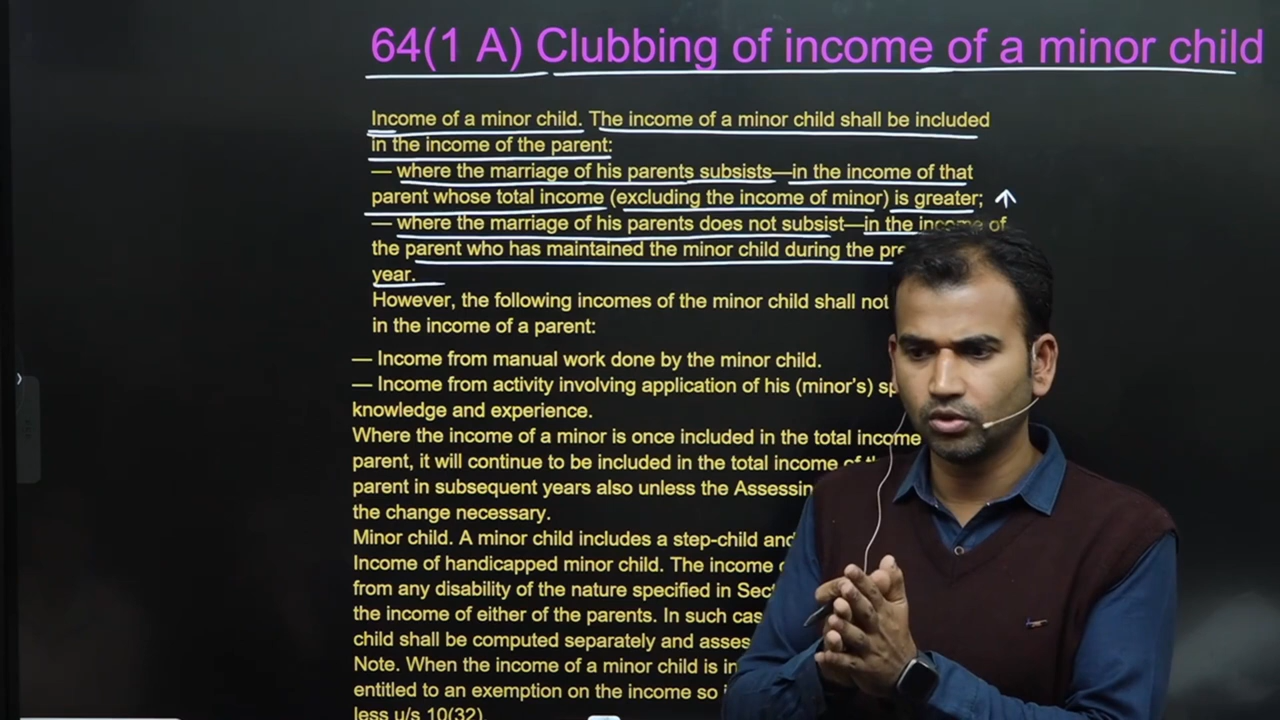 64(1 A) Clubbing of income of a minor child
Income of a minor child. The income of a minor child shall be included
in the income of the parent:
— where the marriage of his parents subsists—in the income of that
parent whose total income (excluding the income of minor) is greater;
— where the marriage of his parents does not subsist—in the income of
the parent who has maintained the minor child during the
year.
However, the following incomes of the minor child shall not
in the income of a parent:
— Income from manual work done by the minor child.
— Income from activity involving application of his (minor's)
knowledge and experience.
Where the income of a minor is once included in the total income
parent, it will continue to be included in the total income of
parent in subsequent years also unless the
the change necessary.
Minor child. A minor child includes a step-child and
Income of handicapped minor child. The income
from any disability of the nature specified in
the income of either of the parents. In such
child shall be computed separately and
Note. When the income of a minor child is
entitled to an exemption on the income so
less u/s 10(32).